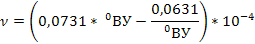 ν = (0,0731 * ⁰ВУ − 0,0631/⁰ВУ) * 10⁻⁴